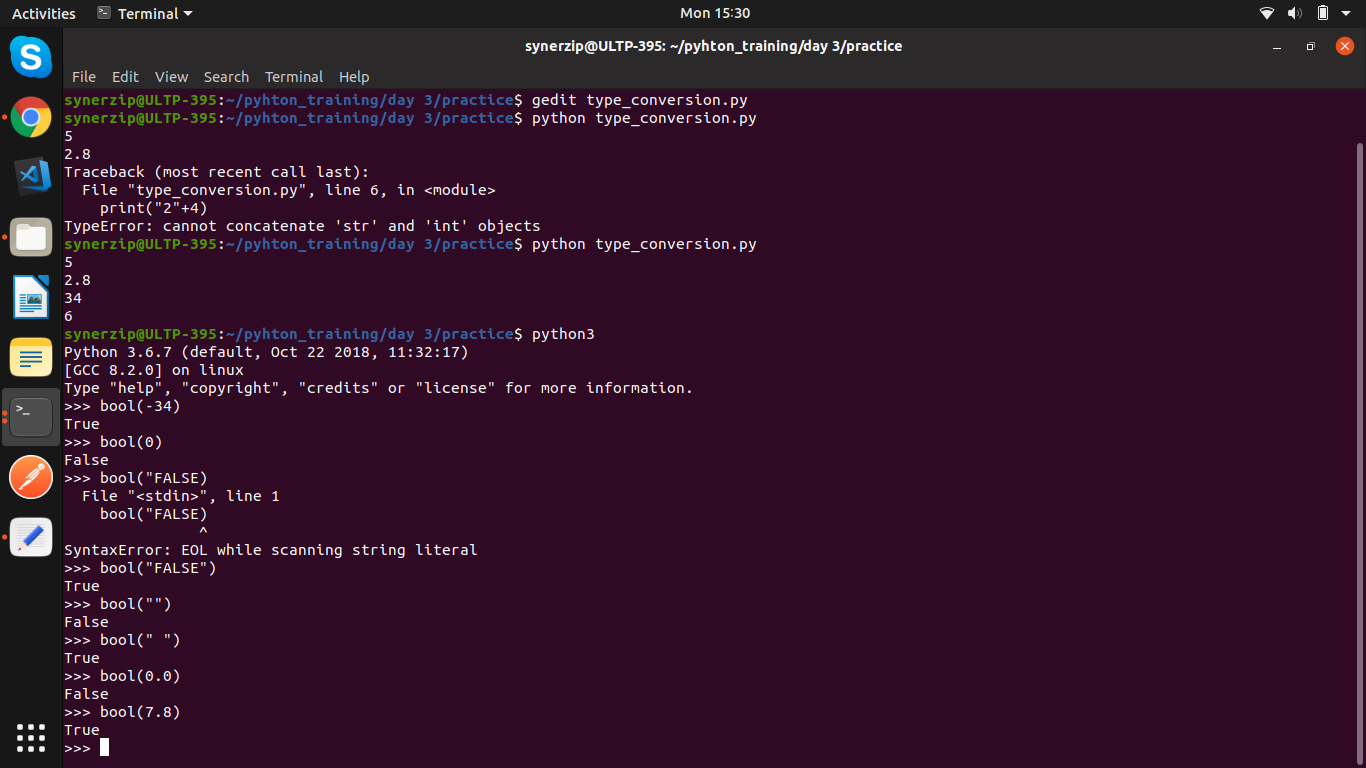 Activities Terminal Mon 15:30
synerzip@ULTP-395: ~/pyhton_training/day 3/practice
File Edit View Search Terminal Help
synerzip@ULTP-395:~/pyhton_training/day 3/practice$ gedit type_conversion.py
synerzip@ULTP-395:~/pyhton_training/day 3/practice$ python type_conversion.py
5
2.8
Traceback (most recent call last):
  File "type_conversion.py", line 6, in <module>
    print("2"+4)
TypeError: cannot concatenate 'str' and 'int' objects
synerzip@ULTP-395:~/pyhton_training/day 3/practice$ python type_conversion.py
5
2.8
34
6
synerzip@ULTP-395:~/pyhton_training/day 3/practice$ python3
Python 3.6.7 (default, Oct 22 2018, 11:32:17)
[GCC 8.2.0] on linux
Type "help", "copyright", "credits" or "license" for more information.
>>> bool(-34)
True
>>> bool(0)
False
>>> bool("FALSE)
  File "<stdin>", line 1
    bool("FALSE)
               ^
SyntaxError: EOL while scanning string literal
>>> bool("FALSE")
True
>>> bool("")
False
>>> bool(" ")
True
>>> bool(0.0)
False
>>> bool(7.8)
True
>>>